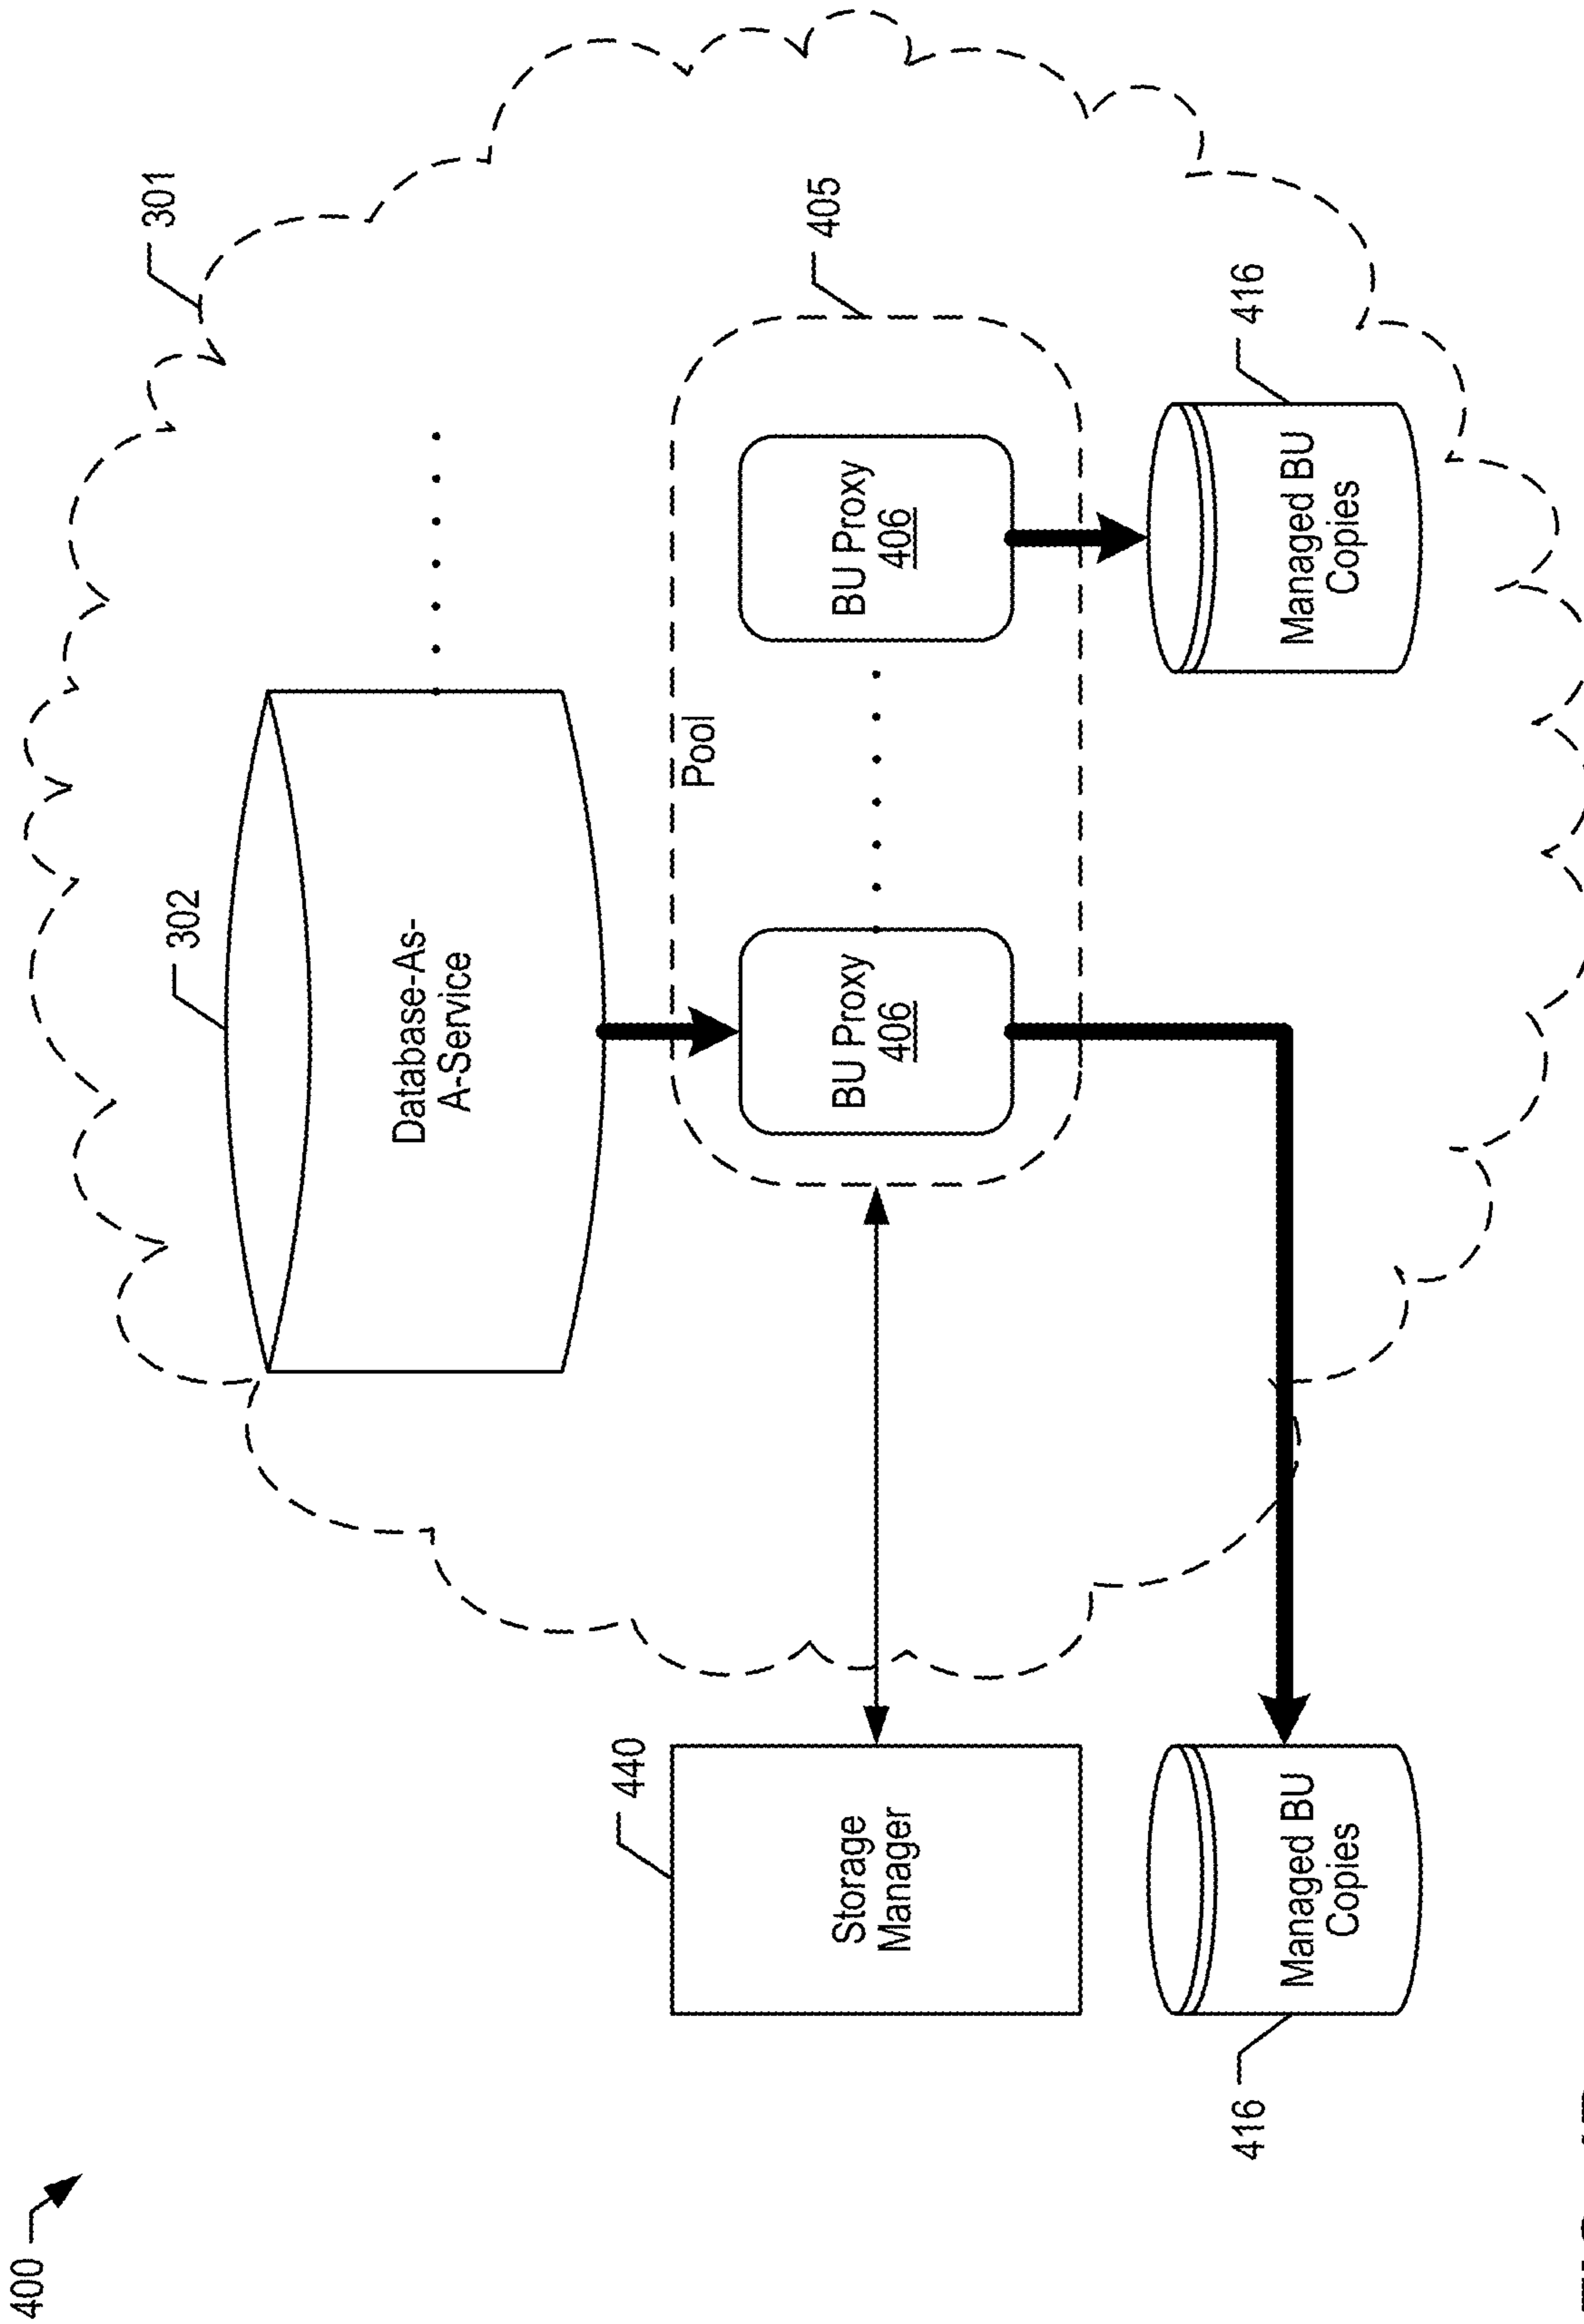 400
301
302
Database-As-
A-Service
405
Pool
BU Proxy
406
BU Proxy
406
440
Storage
Manager
416
Managed BU
Copies
416
Managed BU
Copies